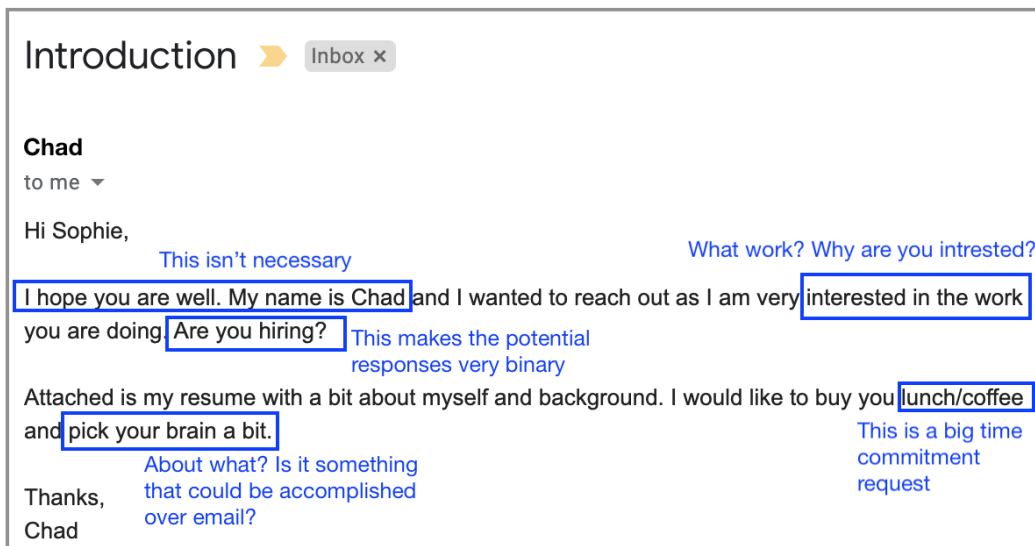 Introduction
Inbox ×
Chad
to me
Hi Sophie,
This isn't necessary
What work? Why are you intrested?
I hope you are well. My name is Chad and I wanted to reach out as I am very interested in the work
you are doing. Are you hiring?
This makes the potential
responses very binary
Attached is my resume with a bit about myself and background. I would like to buy you lunch/coffee
and pick your brain a bit.
This is a big time
commitment
request
About what? Is it something
that could be accomplished
over email?
Thanks,
Chad